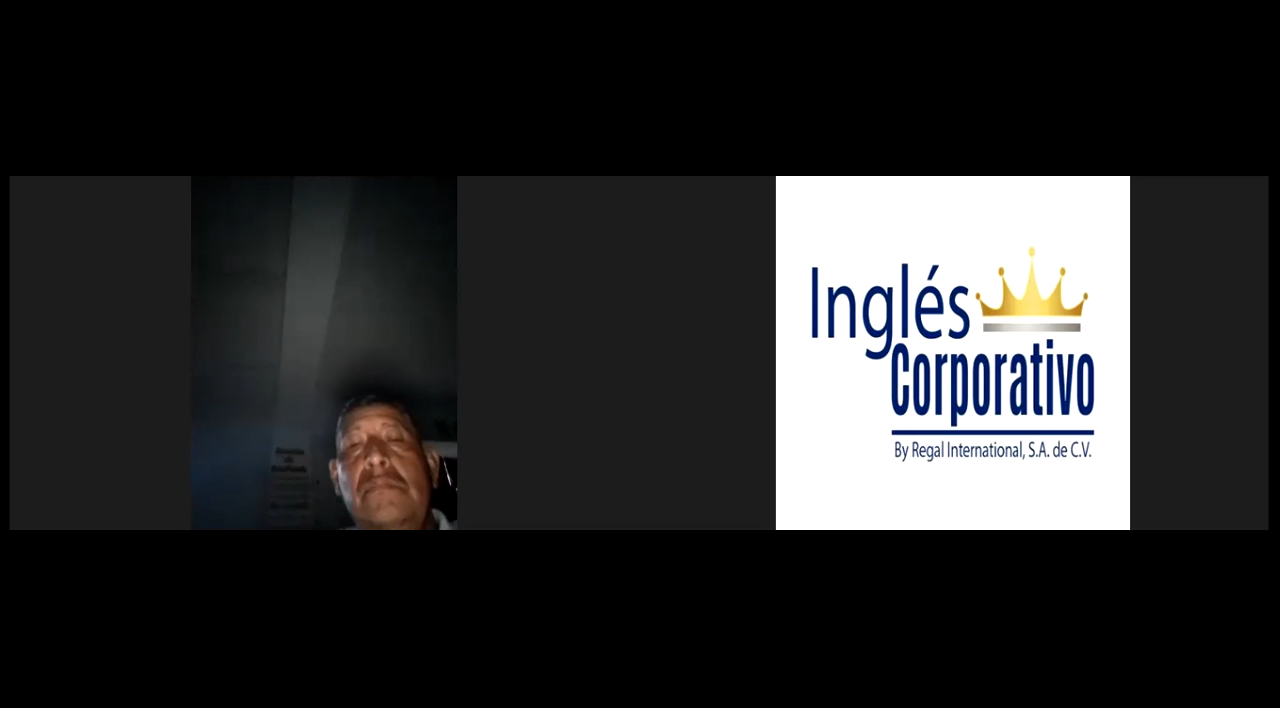 Inglés
Corporativo
By Regal International, S.A. de C.V.